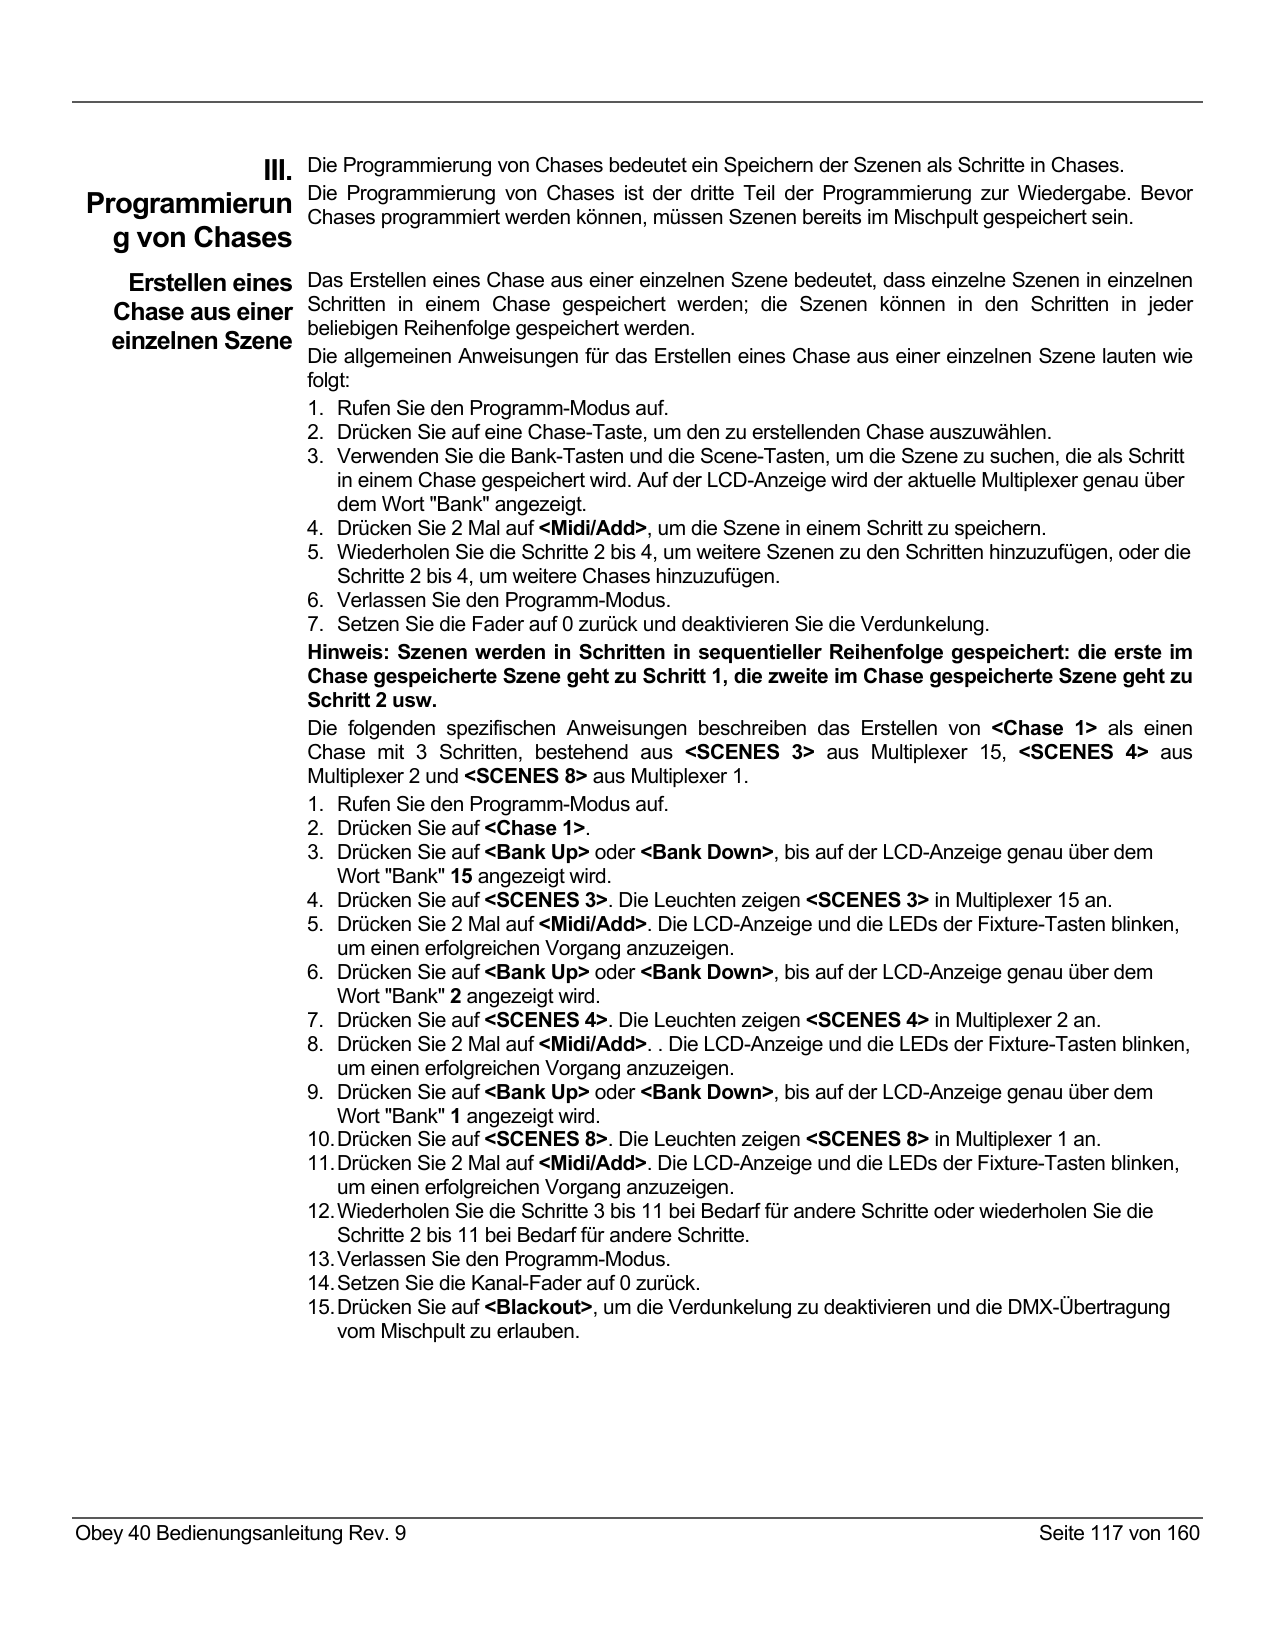 III.
Programmierun
g von Chases
Die Programmierung von Chases bedeutet ein Speichern der Szenen als Schritte in Chases.
Die Programmierung von Chases ist der dritte Teil der Programmierung zur Wiedergabe. Bevor
Chases programmiert werden können, müssen Szenen bereits im Mischpult gespeichert sein.
Erstellen eines
Chase aus einer
einzelnen Szene
Das Erstellen eines Chase aus einer einzelnen Szene bedeutet, dass einzelne Szenen in einzelnen
Schritten in einem Chase gespeichert werden; die Szenen können in den Schritten in jeder
beliebigen Reihenfolge gespeichert werden.
Die allgemeinen Anweisungen für das Erstellen eines Chase aus einer einzelnen Szene lauten wie
folgt:
1. Rufen Sie den Programm-Modus auf.
2. Drücken Sie auf eine Chase-Taste, um den zu erstellenden Chase auszuwählen.
3. Verwenden Sie die Bank-Tasten und die Scene-Tasten, um die Szene zu suchen, die als Schritt
in einem Chase gespeichert wird. Auf der LCD-Anzeige wird der aktuelle Multiplexer genau über
dem Wort "Bank" angezeigt.
4. Drücken Sie 2 Mal auf <Midi/Add>, um die Szene in einem Schritt zu speichern.
5. Wiederholen Sie die Schritte 2 bis 4, um weitere Szenen zu den Schritten hinzuzufügen, oder die
Schritte 2 bis 4, um weitere Chases hinzuzufügen.
6. Verlassen Sie den Programm-Modus.
7. Setzen Sie die Fader auf 0 zurück und deaktivieren Sie die Verdunkelung.
Hinweis: Szenen werden in Schritten in sequentieller Reihenfolge gespeichert: die erste im
Chase gespeicherte Szene geht zu Schritt 1, die zweite im Chase gespeicherte Szene geht zu
Schritt 2 usw.
Die folgenden spezifischen Anweisungen beschreiben das Erstellen von <Chase 1> als einen
Chase mit 3 Schritten, bestehend aus <SCENES 3> aus Multiplexer 15, <SCENES 4> aus
Multiplexer 2 und <SCENES 8> aus Multiplexer 1.
1. Rufen Sie den Programm-Modus auf.
2. Drücken Sie auf <Chase 1>.
3. Drücken Sie auf <Bank Up> oder <Bank Down>, bis auf der LCD-Anzeige genau über dem
Wort "Bank" 15 angezeigt wird.
4. Drücken Sie auf <SCENES 3>. Die Leuchten zeigen <SCENES 3> in Multiplexer 15 an.
5. Drücken Sie 2 Mal auf <Midi/Add>. Die LCD-Anzeige und die LEDs der Fixture-Tasten blinken,
um einen erfolgreichen Vorgang anzuzeigen.
6. Drücken Sie auf <Bank Up> oder <Bank Down>, bis auf der LCD-Anzeige genau über dem
Wort "Bank" 2 angezeigt wird.
7. Drücken Sie auf <SCENES 4>. Die Leuchten zeigen <SCENES 4> in Multiplexer 2 an.
8. Drücken Sie 2 Mal auf <Midi/Add>. . Die LCD-Anzeige und die LEDs der Fixture-Tasten blinken,
um einen erfolgreichen Vorgang anzuzeigen.
9. Drücken Sie auf <Bank Up> oder <Bank Down>, bis auf der LCD-Anzeige genau über dem
Wort "Bank" 1 angezeigt wird.
10. Drücken Sie auf <SCENES 8>. Die Leuchten zeigen <SCENES 8> in Multiplexer 1 an.
11. Drücken Sie 2 Mal auf <Midi/Add>. Die LCD-Anzeige und die LEDs der Fixture-Tasten blinken,
um einen erfolgreichen Vorgang anzuzeigen.
12. Wiederholen Sie die Schritte 3 bis 11 bei Bedarf für andere Schritte oder wiederholen Sie die
Schritte 2 bis 11 bei Bedarf für andere Schritte.
13. Verlassen Sie den Programm-Modus.
14. Setzen Sie die Kanal-Fader auf 0 zurück.
15. Drücken Sie auf <Blackout>, um die Verdunkelung zu deaktivieren und die DMX-Übertragung
vom Mischpult zu erlauben.
Obey 40 Bedienungsanleitung Rev. 9
Seite 117 von 160